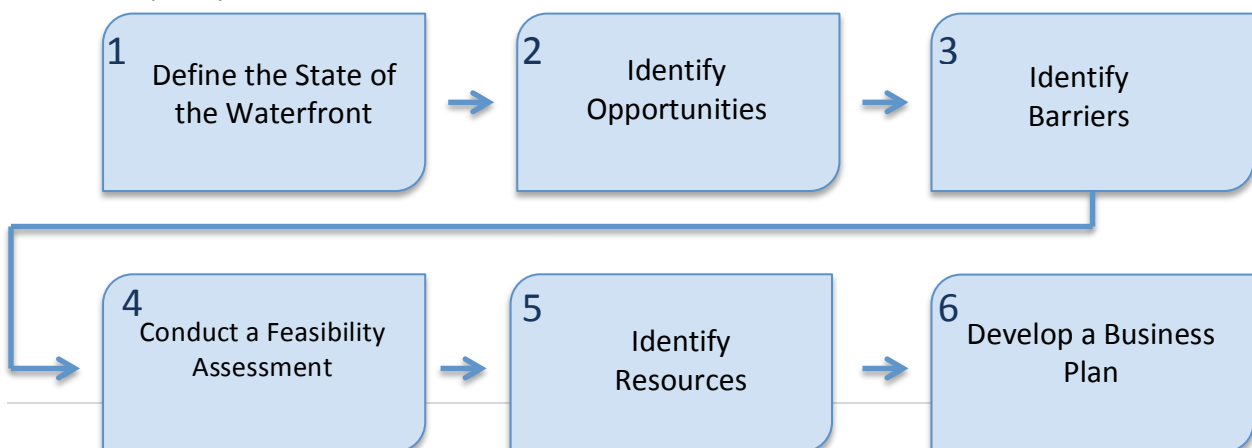 1
Define the State of
the Waterfront
2
Identify
Opportunities
3
Identify
Barriers
4
Conduct a Feasibility
Assessment
5
Identify
Resources
6
Develop a Business
Plan